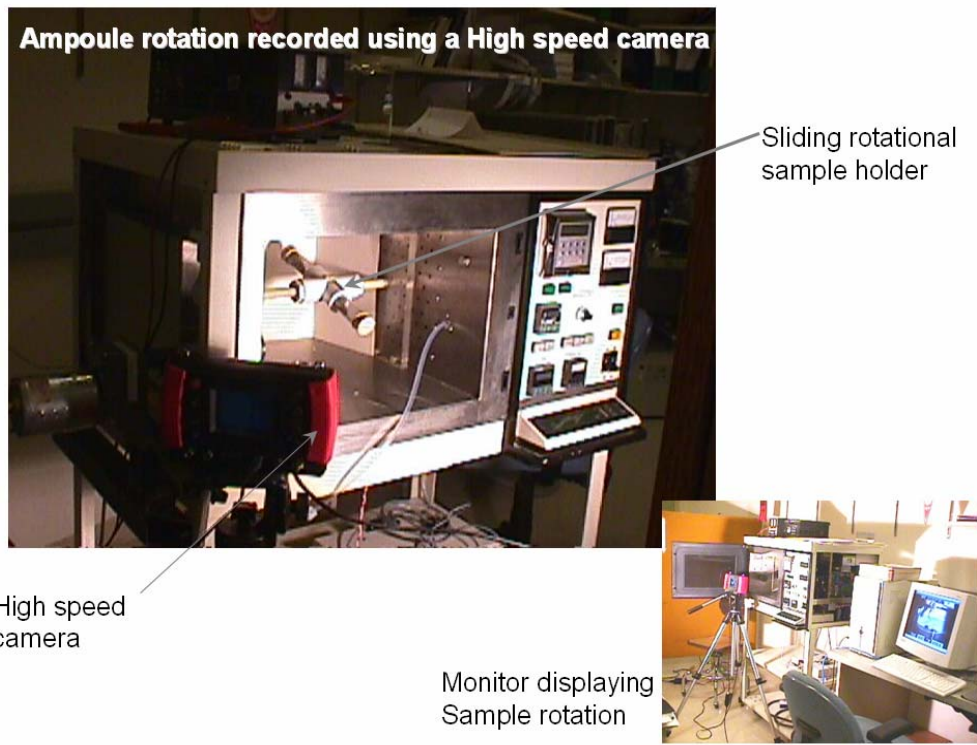 Ampoule rotation recorded using a High speed camera
Sliding rotational
sample holder
High speed
camera
Monitor displaying
Sample rotation